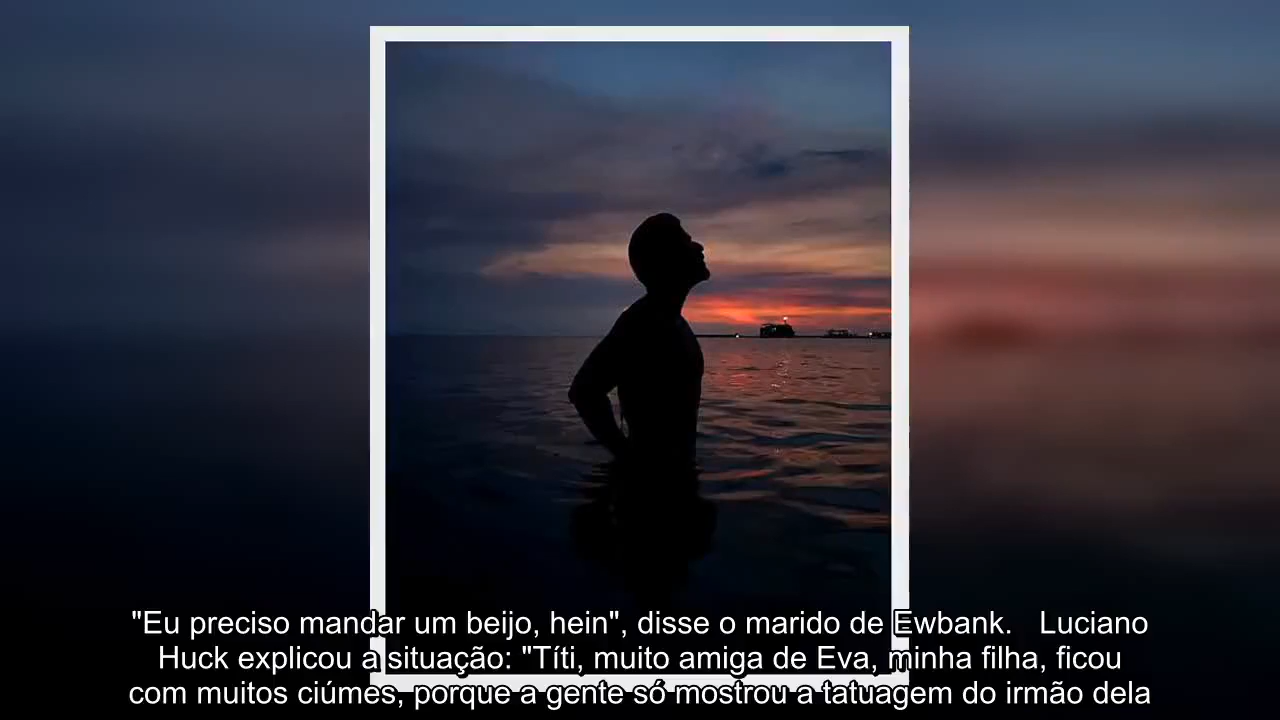 "Eu preciso mandar um beijo, hein", disse o marido de Ewbank.   Luciano
Huck explicou a situação: "Títi, muito amiga de Eva, minha filha, ficou
com muitos ciúmes, porque a gente só mostrou a tatuagem do irmão dela